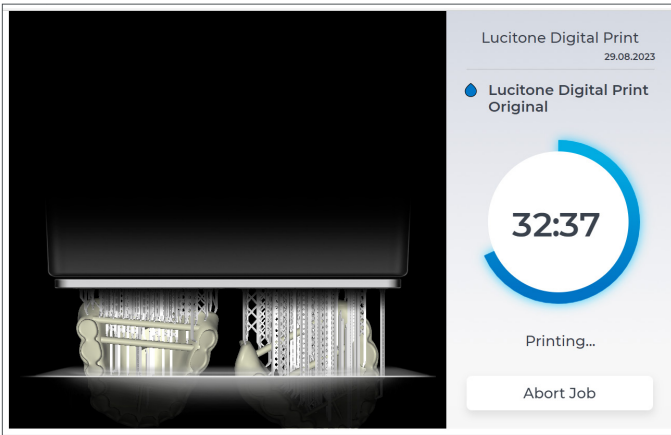 Lucitone Digital Print
29.08.2023
Lucitone Digital Print
Original
32:37
Printing...
Abort Job